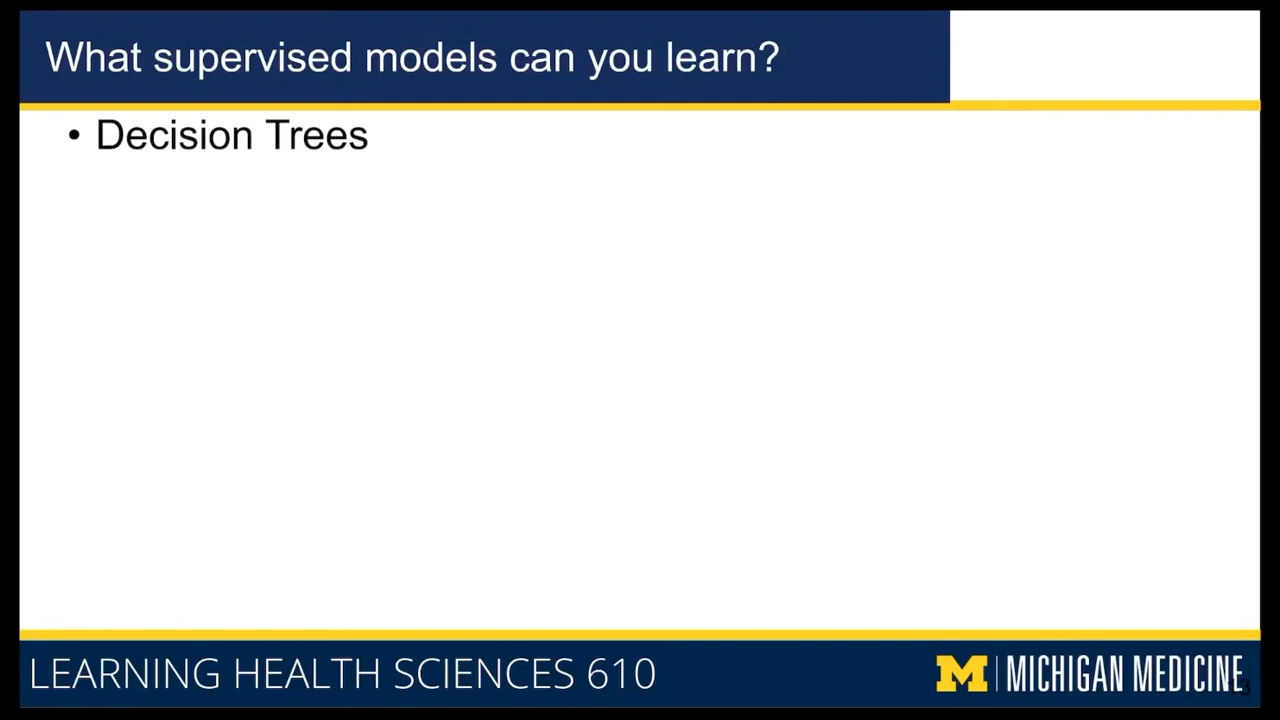 What supervised models can you learn?
• Decision Trees
LEARNING HEALTH SCIENCES 610
M | MICHIGAN MEDICINE